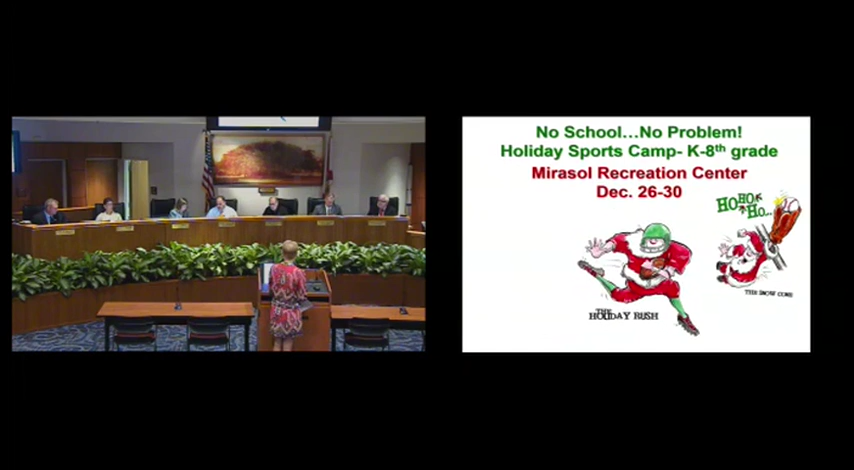 No School...No Problem!
Holiday Sports Camp- K-8th grade
Mirasol Recreation Center
Dec. 26-30
HO HO
HO...
THE SNOW CONE
THE
HOLIDAY RUSH